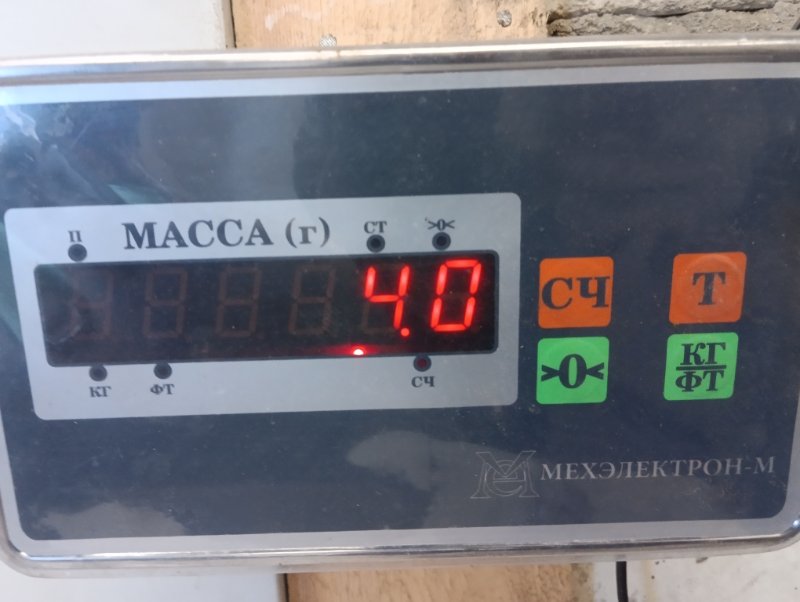 П МАССА (г) СТ >0<
4.0
КГ ФТ СЧ
СЧ Т
>0< КГ
ФТ
МЕХЭЛЕКТРОН-М